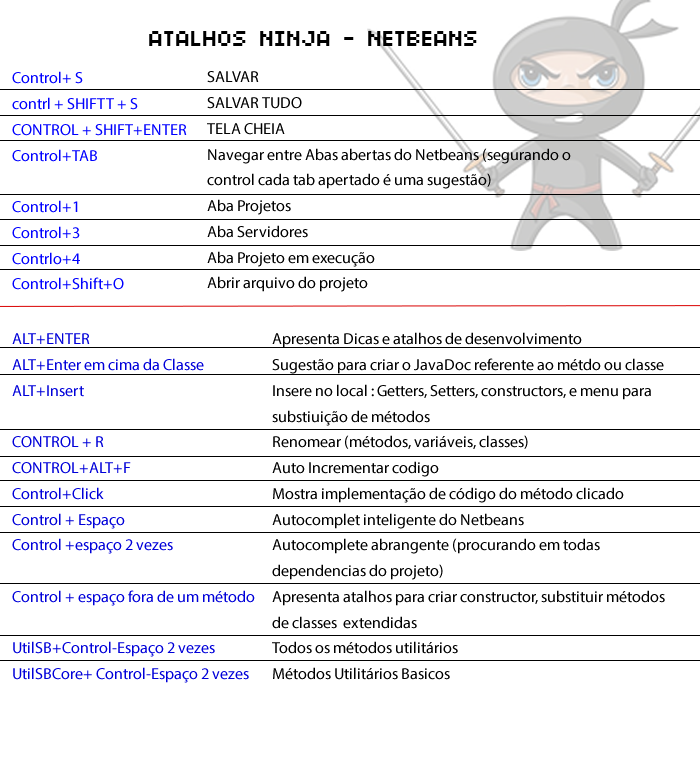 ATALHOS NINJA - NETBEANS
Control+ S SALVAR
contrl + SHIFTT + S SALVAR TUDO
CONTROL + SHIFT+ENTER TELA CHEIA
Control+TAB Navegar entre Abas abertas do Netbeans (segurando o
control cada tab apertado é uma sugestão)
Control+1 Aba Projetos
Control+3 Aba Servidores
Contrlo+4 Aba Projeto em execução
Control+Shift+O Abrir arquivo do projeto
ALT+ENTER Apresenta Dicas e atalhos de desenvolvimento
ALT+Enter em cima da Classe Sugestão para criar o JavaDoc referente ao métdo ou classe
ALT+Insert Insere no local : Getters, Setters, constructors, e menu para
substiuição de métodos
CONTROL + R Renomear (métodos, variáveis, classes)
CONTROL+ALT+F Auto Incrementar codigo
Control+Click Mostra implementação de código do método clicado
Control + Espaço Autocomplet inteligente do Netbeans
Control +espaço 2 vezes Autocomplete abrangente (procurando em todas
dependencias do projeto)
Control + espaço fora de um método Apresenta atalhos para criar constructor, substituir métodos
de classes extendidas
UtilSB+Control-Espaço 2 vezes Todos os métodos utilitários
UtilSBCore+ Control-Espaço 2 vezes Métodos Utilitários Basicos